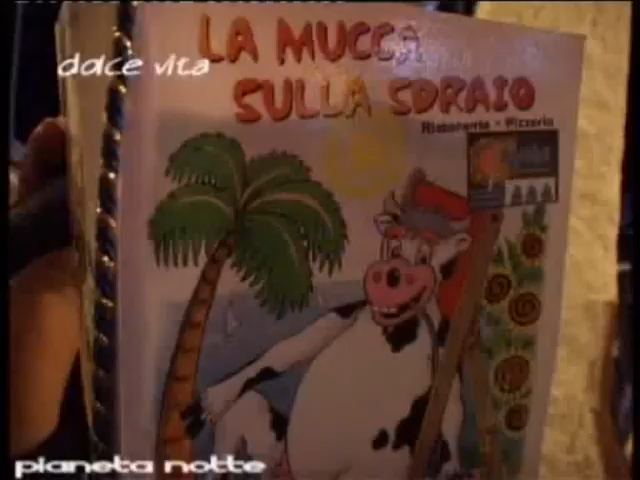 dolce vita
LA MUCCA
SULLA SDRAIO
Ristorante - Pizzeria
pianeta notte